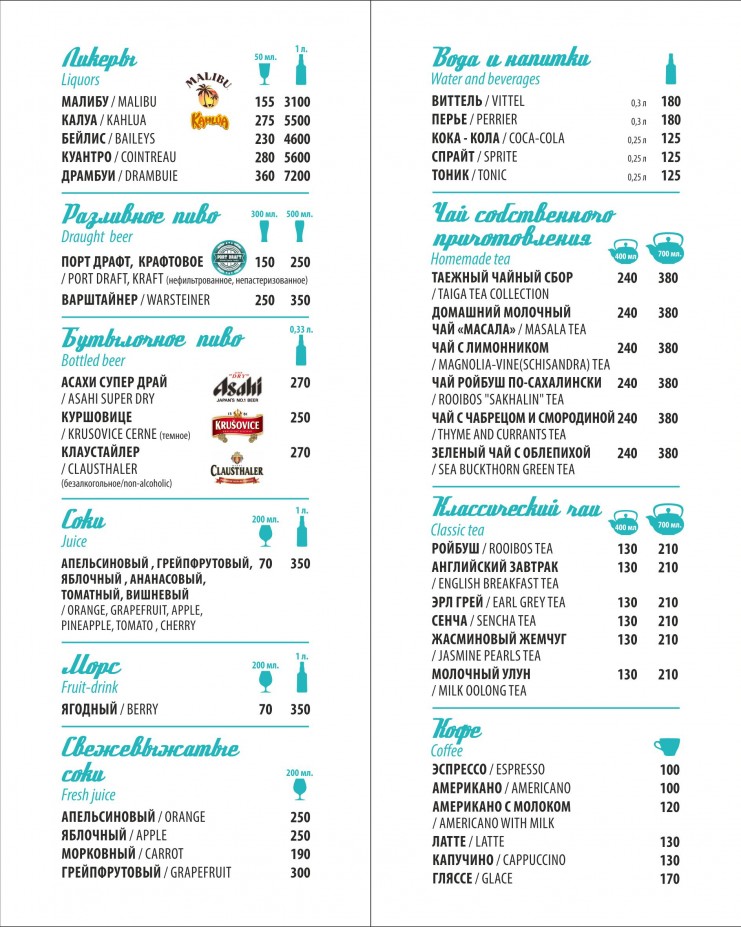 Ликеры
Liquors
50 мл.
1 л.
MALIBU
KAHLUA
МАЛИБУ / MALIBU 155 3100
КАЛУА / KAHLUA 275 5500
БЕЙЛИС / BAILEYS 230 4600
КУАНТРО / COINTREAU 280 5600
ДРАМБУИ / DRAMBUIE 360 7200
Разливное пиво
Draught beer
300 мл. 500 мл.
PORT DRAFT
ПОРТ ДРАФТ, КРАФТОВОЕ 150 250
/ PORT DRAFT, KRAFT (нефильтрованное, непастеризованное)
ВАРШТАЙНЕР / WARSTEINER 250 350
Бутылочное пиво
Bottled beer
0,33 л.
АСАХИ СУПЕР ДРАЙ 270
/ ASAHI SUPER DRY
DRY
Asahi
JAPAN'S NO.1 BEER
КУРШОВИЦЕ 250
/ KRUSOVICE CERNE (темное)
KRUŠOVICE
КЛАУСТАЙЛЕР 270
/ CLAUSTHALER
(безалкогольное/non-alcoholic)
CLAUSTHALER
Соки
Juice
200 мл.
1 л.
АПЕЛЬСИНОВЫЙ , ГРЕЙПФРУТОВЫЙ, 70 350
ЯБЛОЧНЫЙ , АНАНАСОВЫЙ,
ТОМАТНЫЙ, ВИШНЕВЫЙ
/ ORANGE, GRAPEFRUIT, APPLE,
PINEAPPLE, TOMATO , CHERRY
Морс
Fruit-drink
200 мл.
1 л.
ЯГОДНЫЙ / BERRY 70 350
Свежевыжатые
соки
Fresh juice
200 мл.
АПЕЛЬСИНОВЫЙ / ORANGE 250
ЯБЛОЧНЫЙ / APPLE 250
МОРКОВНЫЙ / CARROT 190
ГРЕЙПФРУТОВЫЙ / GRAPEFRUIT 300
Вода и напитки
Water and beverages
ВИТТЕЛЬ / VITTEL 0,3 л 180
ПЕРЬЕ / PERRIER 0,3 л 180
КОКА - КОЛА / COCA-COLA 0,25 л 125
СПРАЙТ / SPRITE 0,25 л 125
ТОНИК / TONIC 0,25 л 125
Чай собственного
приготовления
Homemade tea
400 мл 700 мл.
ТАЕЖНЫЙ ЧАЙНЫЙ СБОР 240 380
/ TAIGA TEA COLLECTION
ДОМАШНИЙ МОЛОЧНЫЙ 240 380
ЧАЙ «МАСАЛА» / MASALA TEA
ЧАЙ С ЛИМОННИКОМ 240 380
/ MAGNOLIA-VINE(SCHISANDRA) TEA
ЧАЙ РОЙБУШ ПО-САХАЛИНСКИ 240 380
/ ROOIBOS "SAKHALIN" TEA
ЧАЙ С ЧАБРЕЦОМ И СМОРОДИНОЙ 240 380
/ THYME AND CURRANTS TEA
ЗЕЛЕНЫЙ ЧАЙ С ОБЛЕПИХОЙ 240 380
/ SEA BUCKTHORN GREEN TEA
Классический чаи
Classic tea
400 мл 700 мл.
РОЙБУШ / ROOIBOS TEA 130 210
АНГЛИЙСКИЙ ЗАВТРАК 130 210
/ ENGLISH BREAKFAST TEA
ЭРЛ ГРЕЙ / EARL GREY TEA 130 210
СЕНЧА / SENCHA TEA 130 210
ЖАСМИНОВЫЙ ЖЕМЧУГ 130 210
/ JASMINE PEARLS TEA
МОЛОЧНЫЙ УЛУН 130 210
/ MILK OOLONG TEA
Кофе
Coffee
ЭСПРЕССО / ESPRESSO 100
АМЕРИКАНО / AMERICANO 100
АМЕРИКАНО С МОЛОКОМ 120
/ AMERICANO WITH MILK
ЛАТТЕ / LATTE 130
КАПУЧИНО / CAPPUCCINO 130
ГЛЯССЕ / GLACE 170